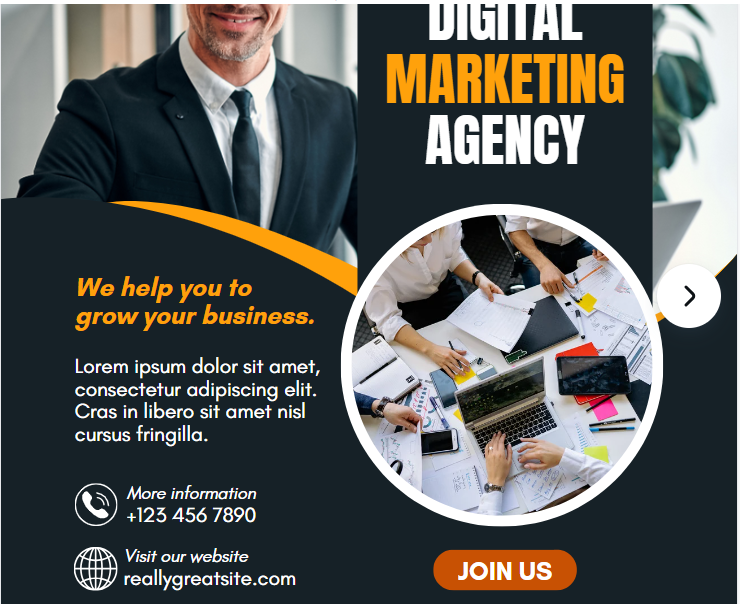 DIGITAL
MARKETING
AGENCY
We help you to
grow your business.
Lorem ipsum dolor sit amet,
consectetur adipiscing elit.
Cras in libero sit amet nisl
cursus fringilla.
More information
+123 456 7890
Visit our website
reallygreatsite.com
JOIN US